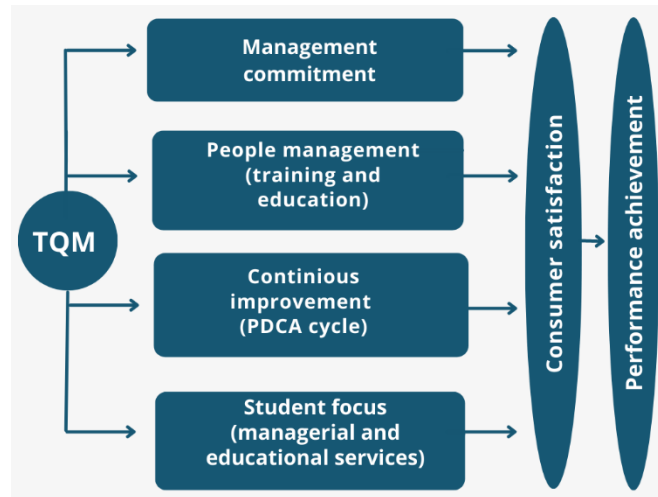 TQM
Management
commitment
People management
(training and
education)
Continious
improvement
(PDCA cycle)
Student focus
(managerial and
educational services)
Consumer satisfaction
Performance achievement